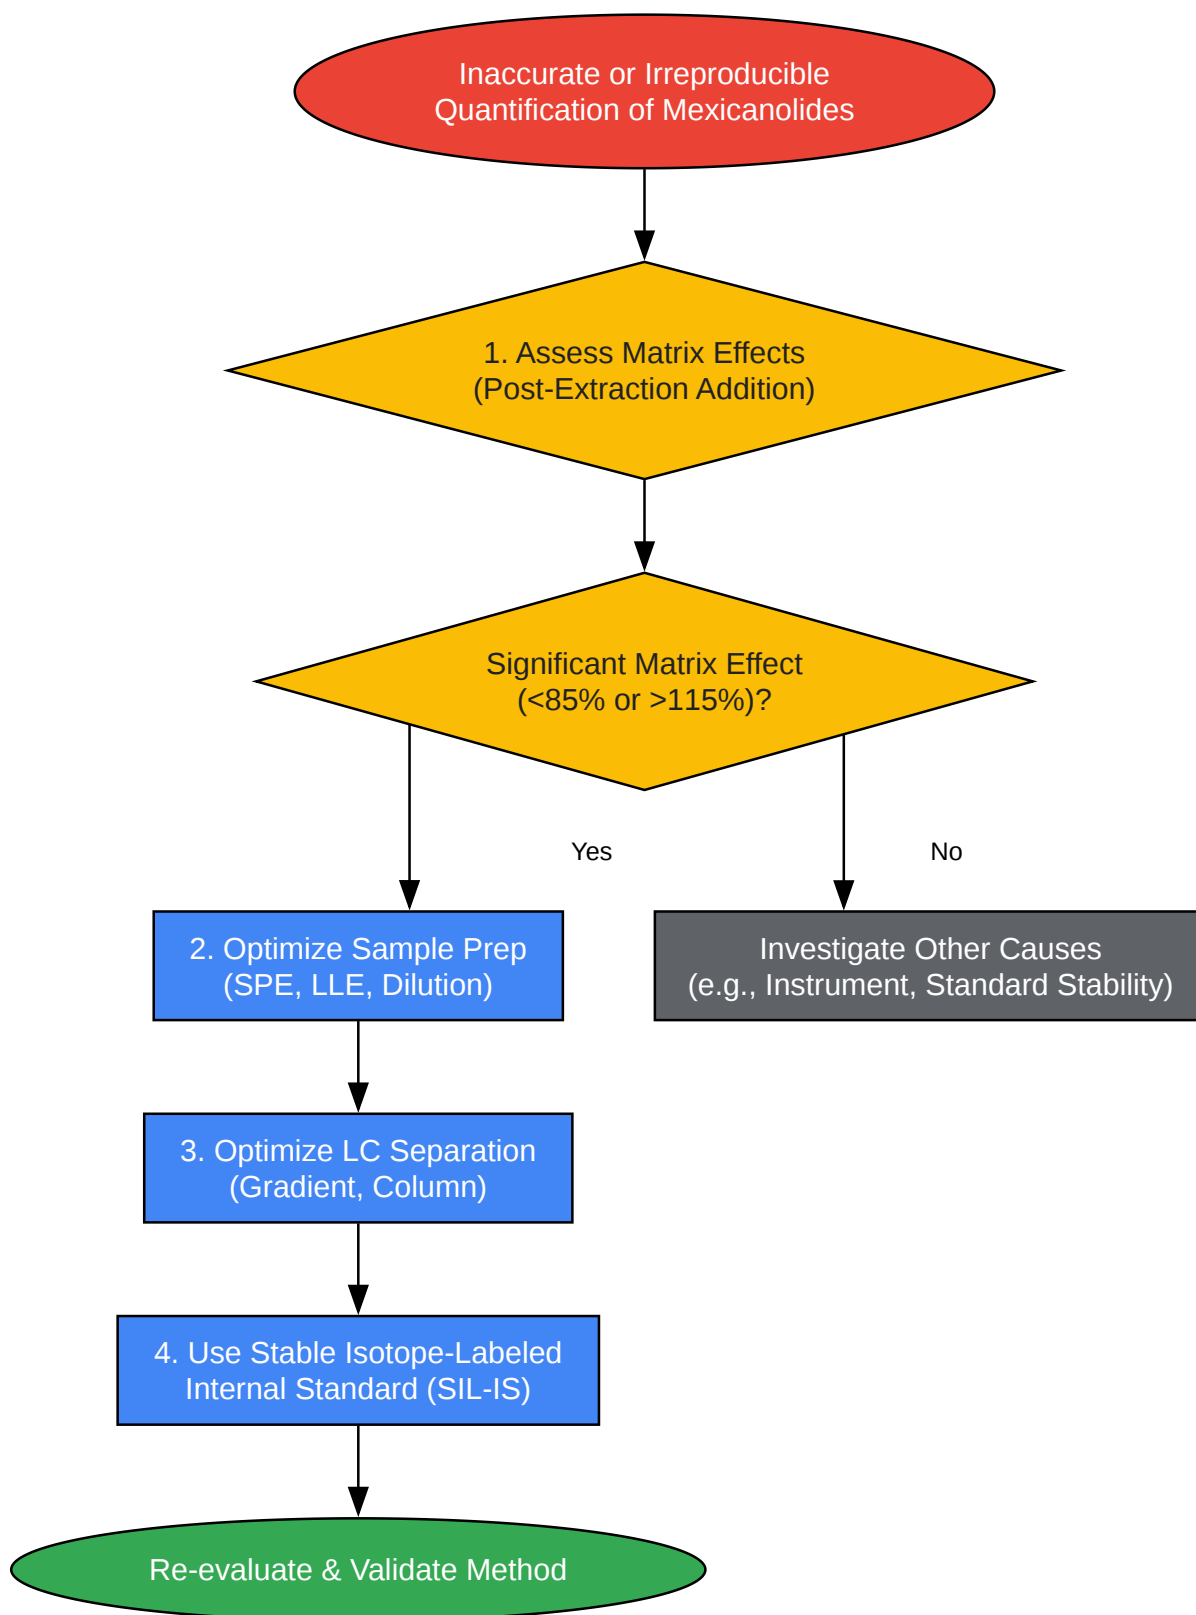 Inaccurate or Irreproducible
Quantification of Mexicanolides
1. Assess Matrix Effects
(Post-Extraction Addition)
Significant Matrix Effect
(<85% or >115%)?
Yes
No
2. Optimize Sample Prep
(SPE, LLE, Dilution)
Investigate Other Causes
(e.g., Instrument, Standard Stability)
3. Optimize LC Separation
(Gradient, Column)
4. Use Stable Isotope-Labeled
Internal Standard (SIL-IS)
Re-evaluate & Validate Method